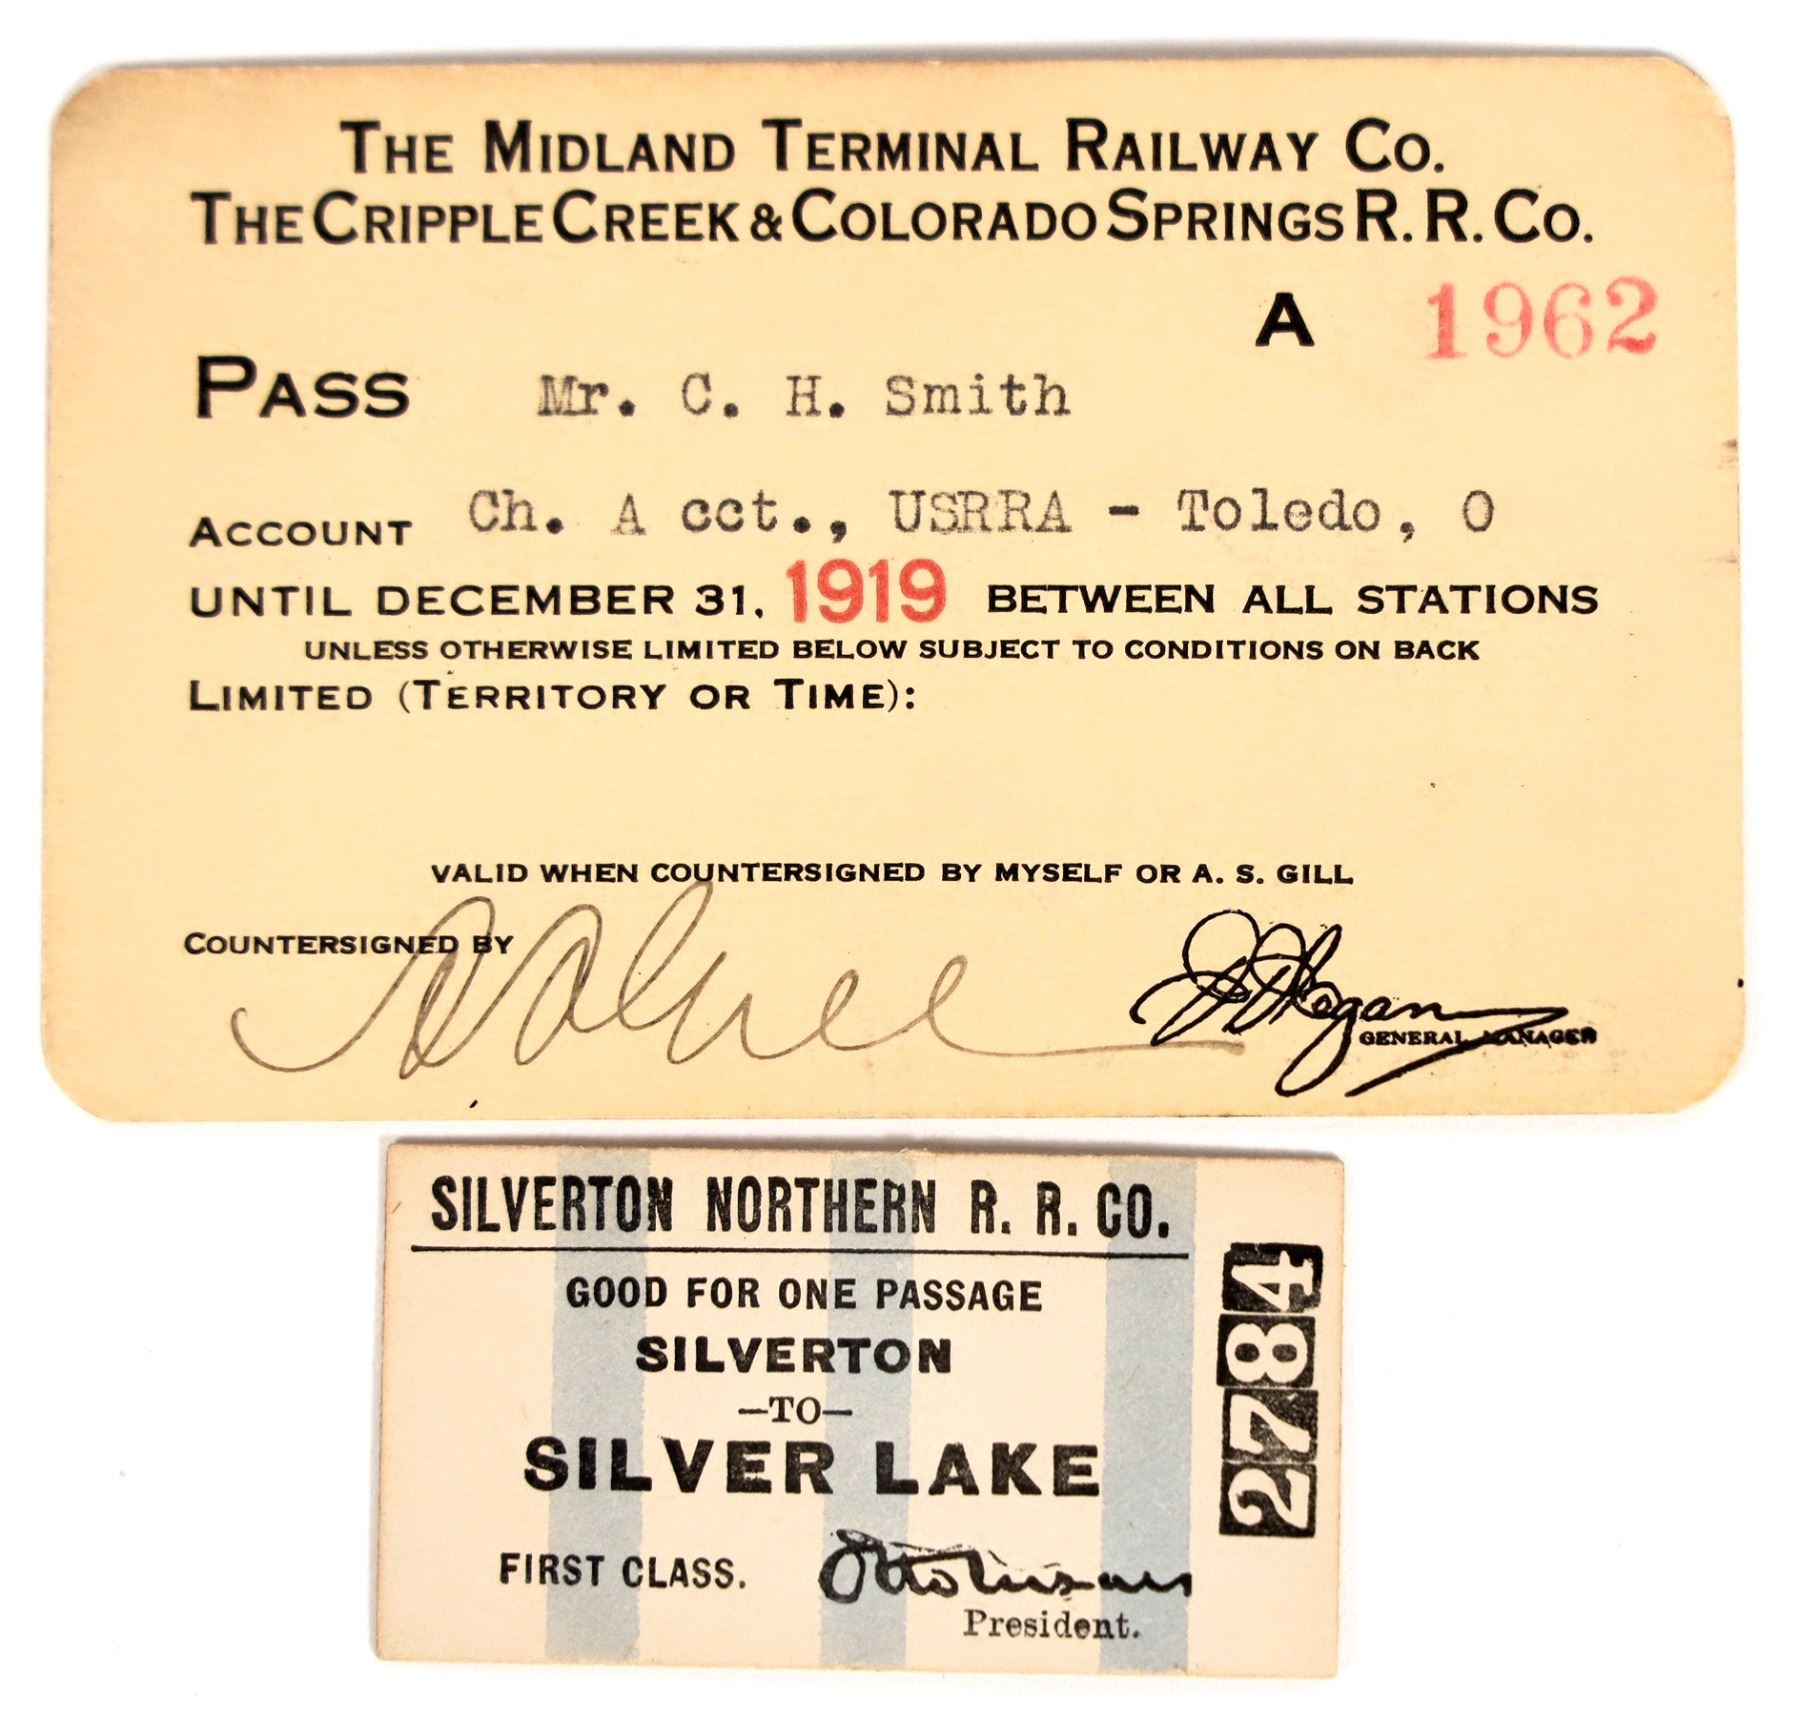 THE MIDLAND TERMINAL RAILWAY CO.
THE CRIPPLE CREEK & COLORADO SPRINGS R. R. CO.
A 1962
PASS Mr. C. H. Smith
ACCOUNT Ch. A cct., USRRA - Toledo, O
UNTIL DECEMBER 31, 1919 BETWEEN ALL STATIONS
UNLESS OTHERWISE LIMITED BELOW SUBJECT TO CONDITIONS ON BACK
LIMITED (TERRITORY OR TIME):
VALID WHEN COUNTERSIGNED BY MYSELF OR A. S. GILL
COUNTERSIGNED BY
GENERAL MANAGER
SILVERTON NORTHERN R. R. CO.
GOOD FOR ONE PASSAGE
SILVERTON
—TO—
SILVER LAKE
FIRST CLASS.
President.
2784